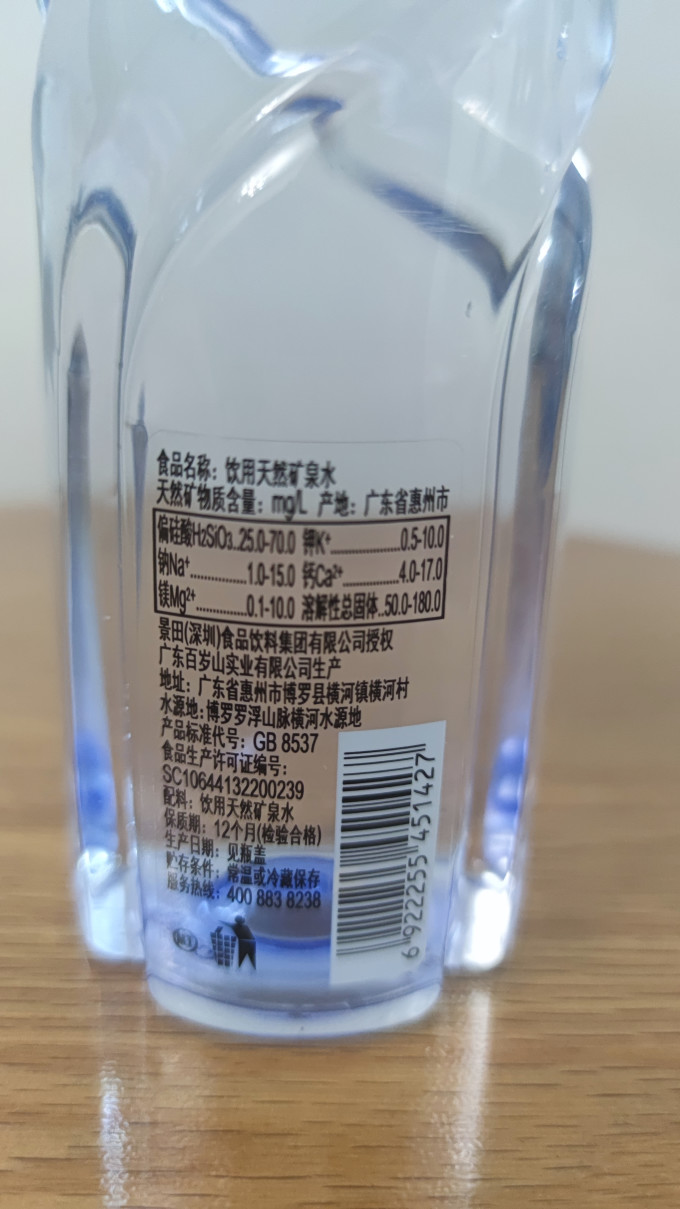 食品名称：饮用天然矿泉水
天然矿物质含量：mg/L 产地：广东省惠州市
偏硅酸H₂SiO₃..25.0-70.0 钾K⁺..............0.5-10.0
钠Na⁺..............1.0-15.0 钙Ca²⁺............4.0-17.0
镁Mg²⁺............0.1-10.0 溶解性总固体..50.0-180.0
景田(深圳)食品饮料集团有限公司授权
广东百岁山实业有限公司生产
地址：广东省惠州市博罗县横河镇横河村
水源地:博罗罗浮山脉横河水源地
产品标准代号：GB 8537
食品生产许可证编号：
SC10644132200239
配料：饮用天然矿泉水
保质期：12个月(检验合格)
生产日期：见瓶盖
贮存条件：常温或冷藏保存
服务热线：400 883 8238
6 922255 451427